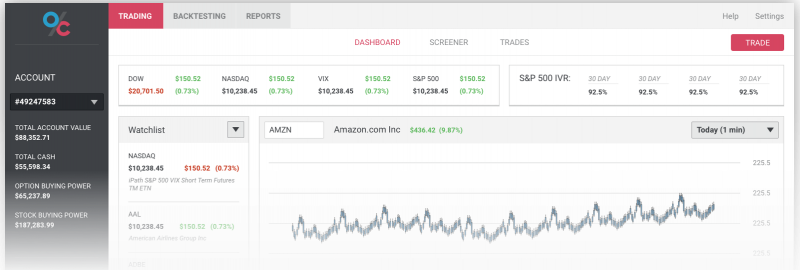 O/C
TRADING BACKTESTING REPORTS Help Settings
DASHBOARD SCREENER TRADES TRADE
ACCOUNT
#49247583
TOTAL ACCOUNT VALUE
$88,352.71
TOTAL CASH
$55,598.34
OPTION BUYING POWER
$65,237.89
STOCK BUYING POWER
$187,283.99
DOW $150.52 NASDAQ $150.52 VIX $150.52 S&P 500 $150.52
$20,701.50 (0.73%) $10,238.45 (0.73%) $10,238.45 (0.73%) $10,238.45 (0.73%)
S&P 500 IVR: 30 DAY 30 DAY 30 DAY 30 DAY
92.5% 92.5% 92.5% 92.5%
Watchlist
NASDAQ
$10,238.45 $150.52 (0.73%)
iPath S&P 500 VIX Short Term Futures
TM ETN
AAL
$10,238.45 $150.52 (0.73%)
American Airlines Group Inc
AMZN Amazon.com Inc $436.42 (9.87%) Today (1 min)
225.5
225.5
225.5
225.5